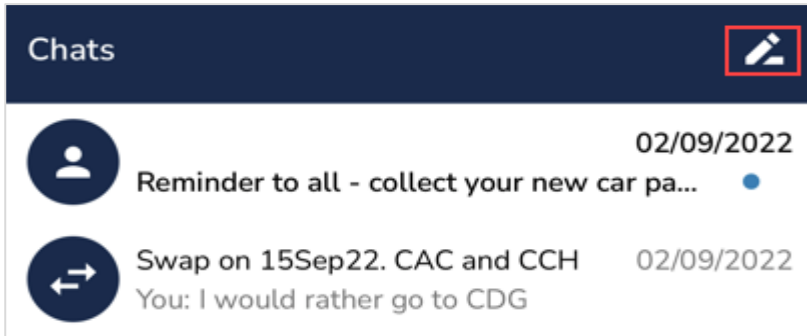 Chats
02/09/2022
Reminder to all - collect your new car pa...
Swap on 15Sep22. CAC and CCH 02/09/2022
You: I would rather go to CDG